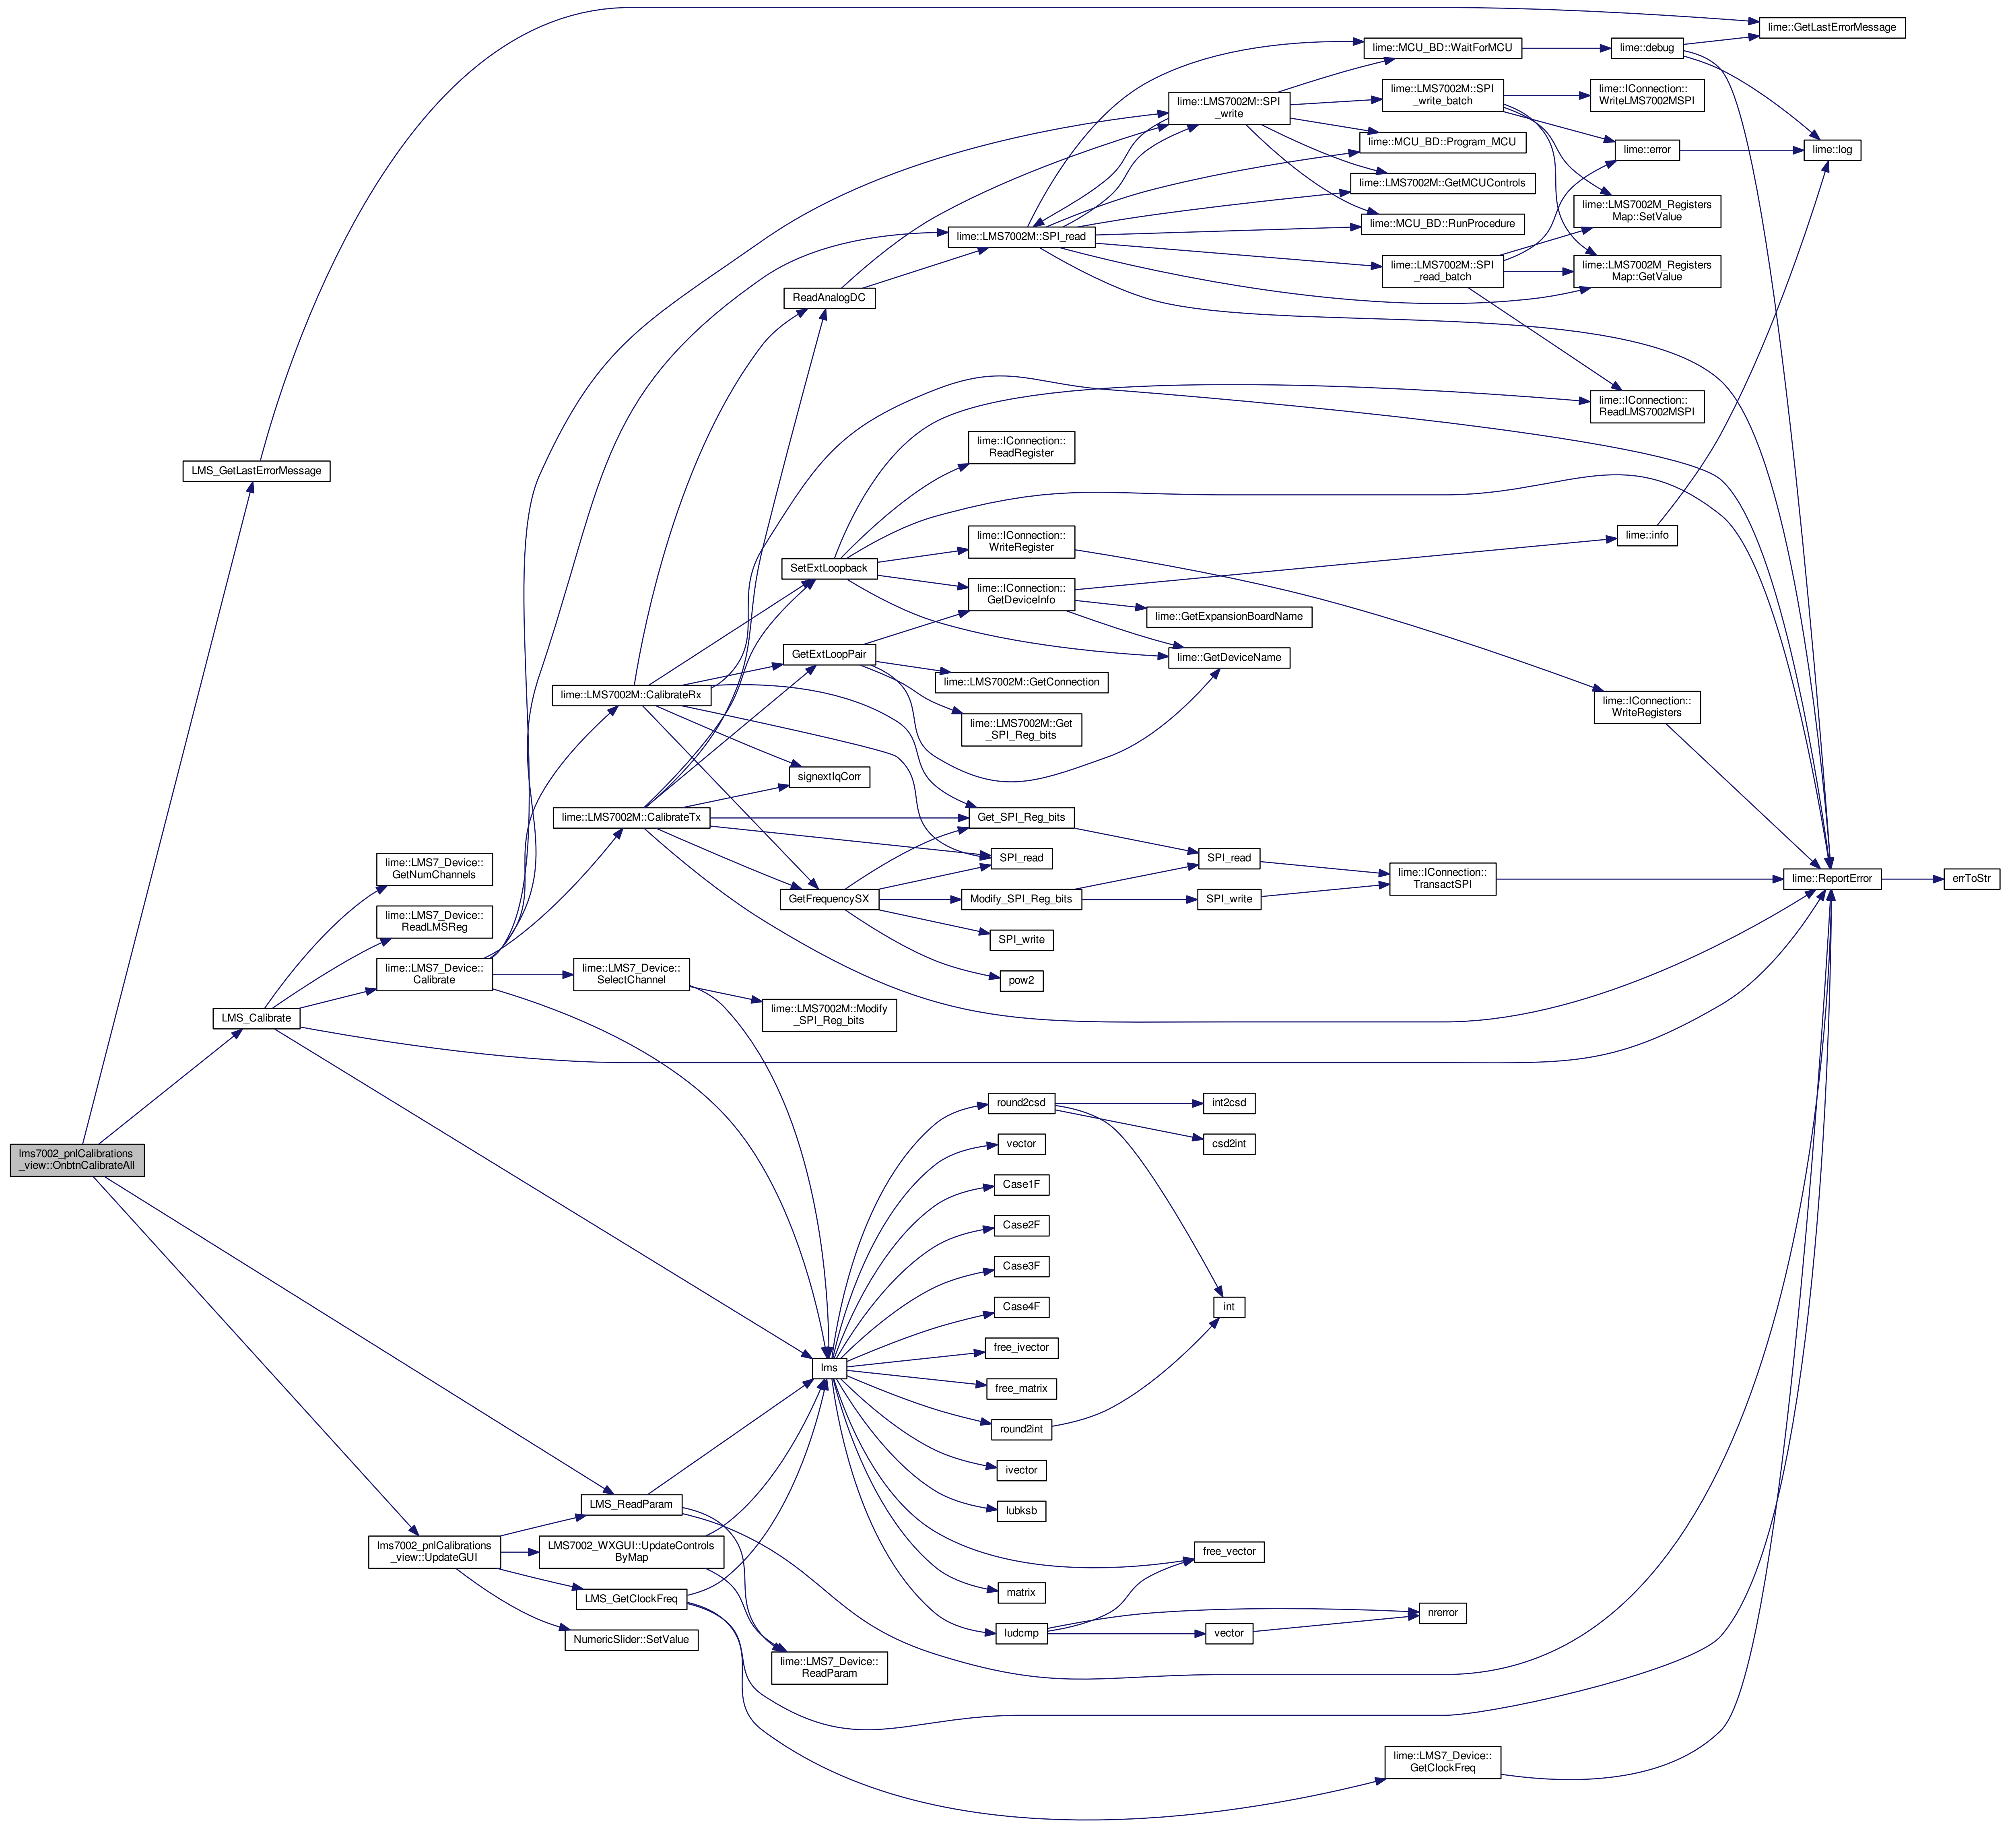 lime::GetLastErrorMessage
lime::MCU_BD::WaitForMCU
lime::debug
lime::LMS7002M::SPI
_write
lime::LMS7002M::SPI
_write_batch
lime::IConnection::
WriteLMS7002MSPI
lime::MCU_BD::Program_MCU
lime::error
lime::log
lime::LMS7002M::GetMCUControls
lime::LMS7002M_Registers
Map::SetValue
lime::MCU_BD::RunProcedure
lime::LMS7002M::SPI_read
lime::LMS7002M::SPI
_read_batch
lime::LMS7002M_Registers
Map::GetValue
ReadAnalogDC
lime::IConnection::
ReadLMS7002MSPI
lime::IConnection::
ReadRegister
LMS_GetLastErrorMessage
lime::IConnection::
WriteRegister
lime::info
SetExtLoopback
lime::IConnection::
GetDeviceInfo
lime::GetExpansionBoardName
GetExtLoopPair
lime::GetDeviceName
lime::LMS7002M::GetConnection
lime::LMS7002M::CalibrateRx
lime::IConnection::
WriteRegisters
lime::LMS7002M::Get
_SPI_Reg_bits
signextIqCorr
lime::LMS7002M::CalibrateTx
Get_SPI_Reg_bits
lime::LMS7_Device::
GetNumChannels
SPI_read
SPI_read
lime::IConnection::
TransactSPI
lime::ReportError
errToStr
GetFrequencySX
Modify_SPI_Reg_bits
SPI_write
lime::LMS7_Device::
ReadLMSReg
SPI_write
lime::LMS7_Device::
Calibrate
lime::LMS7_Device::
SelectChannel
pow2
LMS_Calibrate
lime::LMS7002M::Modify
_SPI_Reg_bits
round2csd
int2csd
vector
csd2int
lms7002_pnlCalibrations
_view::OnbtnCalibrateAll
Case1F
Case2F
Case3F
Case4F
int
free_ivector
lms
free_matrix
round2int
ivector
LMS_ReadParam
lubksb
lms7002_pnlCalibrations
_view::UpdateGUI
LMS7002_WXGUI::UpdateControls
ByMap
free_vector
LMS_GetClockFreq
matrix
nrerror
NumericSlider::SetValue
ludcmp
vector
lime::LMS7_Device::
ReadParam
lime::LMS7_Device::
GetClockFreq